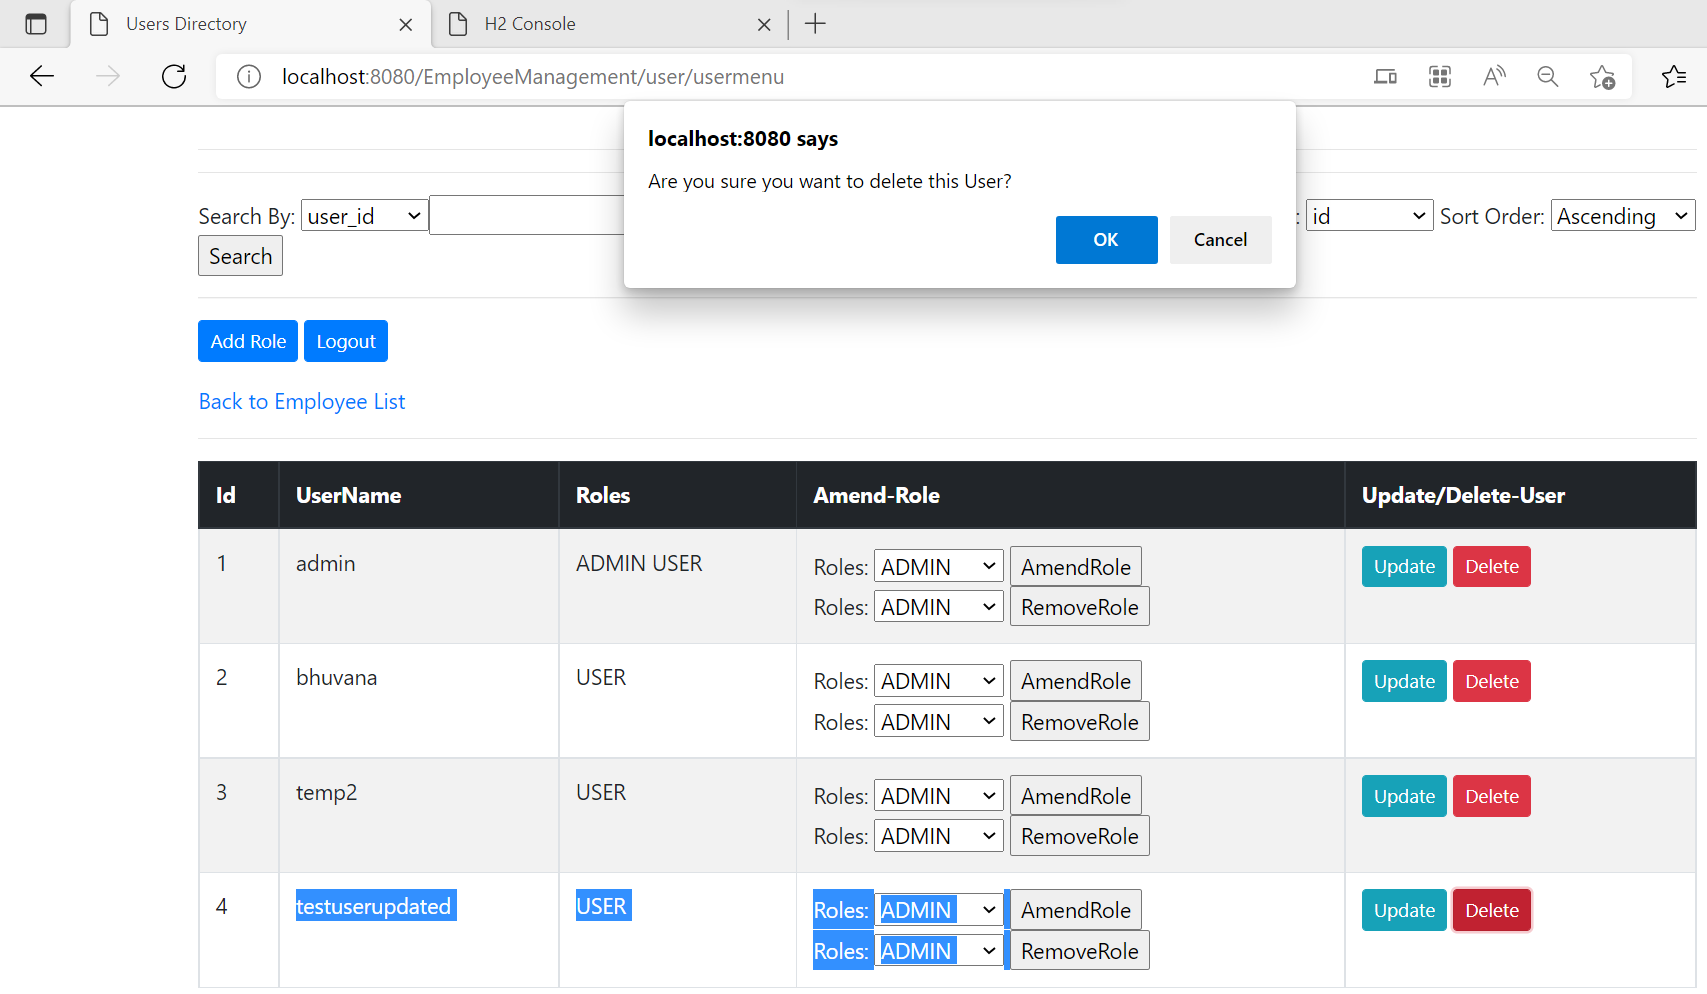 Users Directory
H2 Console
localhost:8080/EmployeeManagement/user/usermenu
localhost:8080 says
Are you sure you want to delete this User?
OK Cancel
Search By: user_id : id Sort Order: Ascending
Search
Add Role Logout
Back to Employee List
Id UserName Roles Amend-Role Update/Delete-User
1 admin ADMIN USER Roles: ADMIN AmendRole Update Delete
Roles: ADMIN RemoveRole
2 bhuvana USER Roles: ADMIN AmendRole Update Delete
Roles: ADMIN RemoveRole
3 temp2 USER Roles: ADMIN AmendRole Update Delete
Roles: ADMIN RemoveRole
4 testuserupdated USER Roles: ADMIN AmendRole Update Delete
Roles: ADMIN RemoveRole